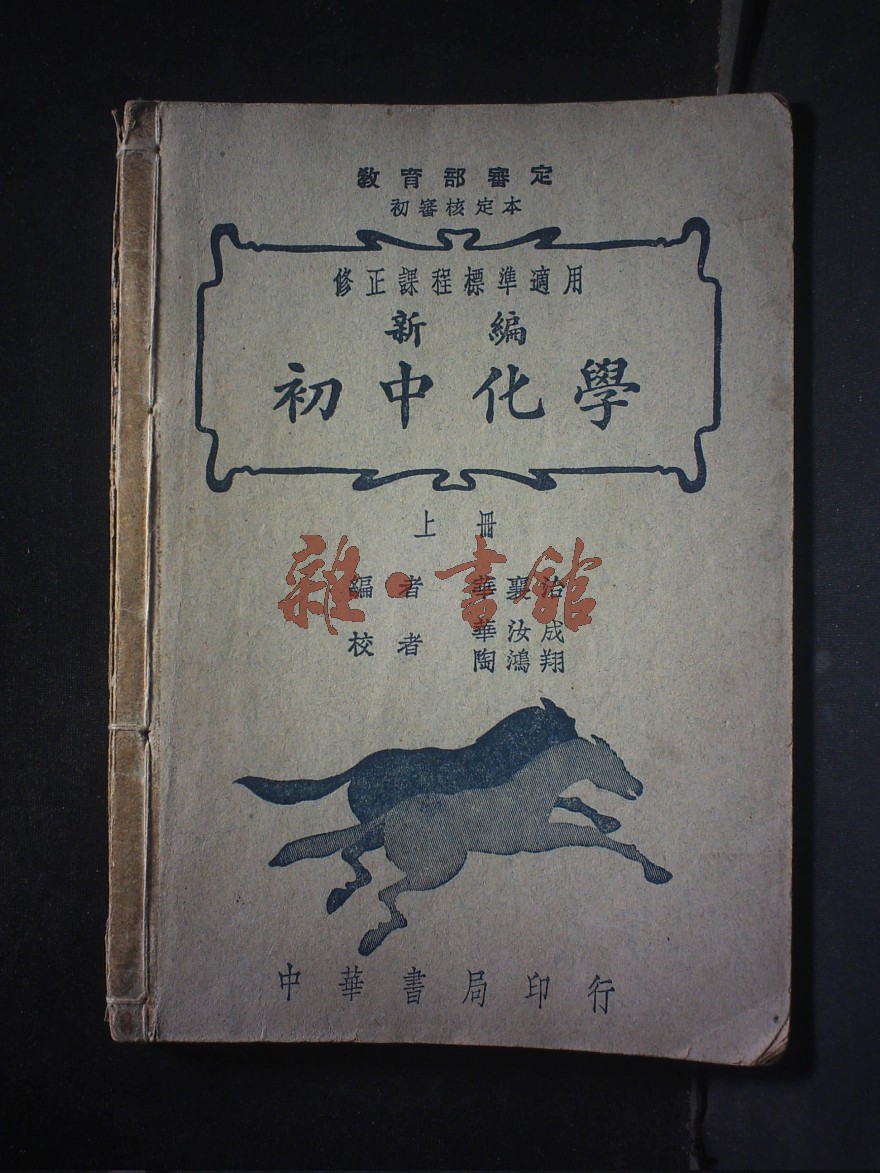 教育部審定
初審核定本
修正課程標準適用
新編
初中化學
上冊
編者 華襄治
校者 華汝成
陶鴻翔
雜·書館
中華書局印行